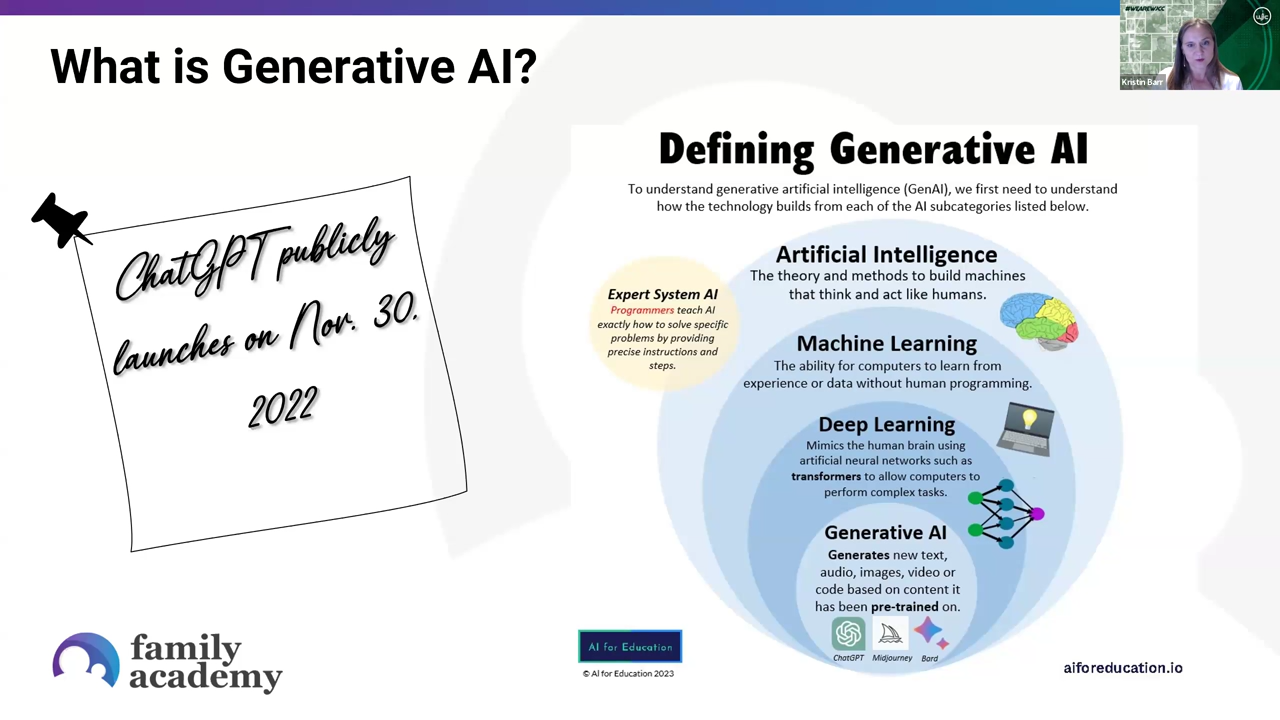 What is Generative AI?
#WEAREWJCC
wjc
Kristin Barr
ChatGPT publicly
launches on Nov. 30,
2022
Defining Generative AI
To understand generative artificial intelligence (GenAI), we first need to understand
how the technology builds from each of the AI subcategories listed below.
Artificial Intelligence
The theory and methods to build machines
that think and act like humans.
Expert System AI
Programmers teach AI
exactly how to solve specific
problems by providing
precise instructions and
steps.
Machine Learning
The ability for computers to learn from
experience or data without human programming.
Deep Learning
Mimics the human brain using
artificial neural networks such as
transformers to allow computers to
perform complex tasks.
Generative AI
Generates new text,
audio, images, video or
code based on content it
has been pre-trained on.
ChatGPT Midjourney Bard
family
academy
AI for Education
© AI for Education 2023
aiforeducation.io